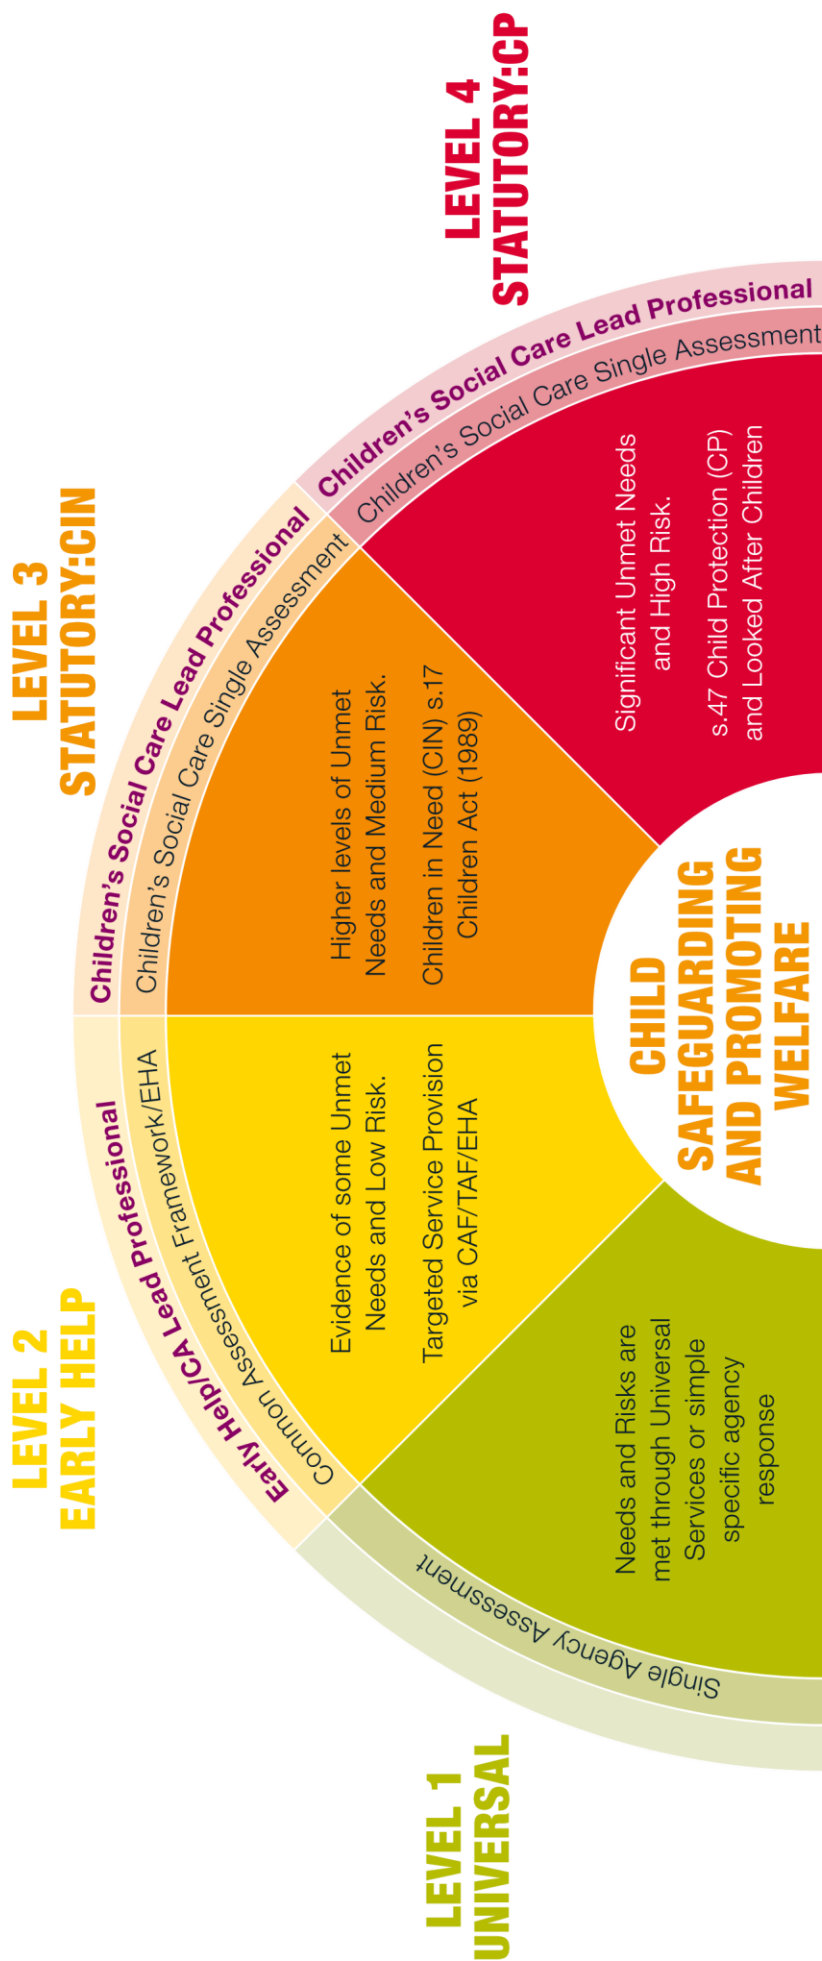 LEVEL 1
UNIVERSAL
Single Agency Assessment
Needs and Risks are
met through Universal
Services or simple
specific agency
response
LEVEL 2
EARLY HELP
Early Help/CA Lead Professional
Common Assessment Framework/EHA
Evidence of some Unmet
Needs and Low Risk.
Targeted Service Provision
via CAF/TAF/EHA
LEVEL 3
STATUTORY:CIN
Children's Social Care Lead Professional
Children's Social Care Single Assessment
Higher levels of Unmet
Needs and Medium Risk.
Children in Need (CIN) s.17
Children Act (1989)
LEVEL 4
STATUTORY:CP
Children's Social Care Lead Professional
Children's Social Care Single Assessment
Significant Unmet Needs
and High Risk.
s.47 Child Protection (CP)
and Looked After Children
CHILD
SAFEGUARDING
AND PROMOTING
WELFARE